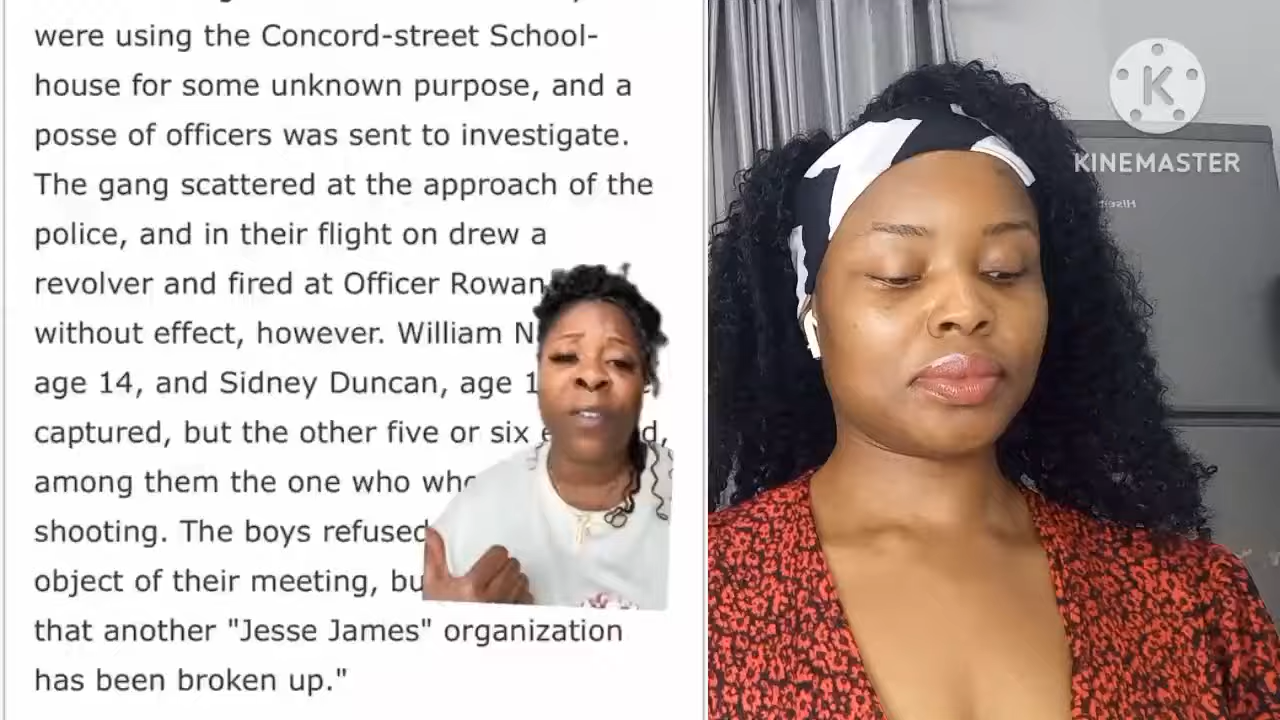 were using the Concord-street School-
house for some unknown purpose, and a
posse of officers was sent to investigate.
The gang scattered at the approach of the
police, and in their flight on drew a
revolver and fired at Officer Rowan
without effect, however. William N
age 14, and Sidney Duncan, age 1
captured, but the other five or six
among them the one who
shooting. The boys refused
object of their meeting,
that another "Jesse James" organization
has been broken up."
K
KINEMASTER